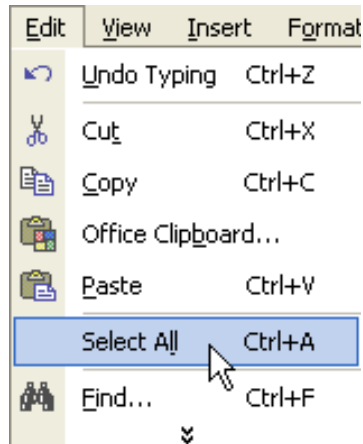 Edit View Insert Format
Undo Typing Ctrl+Z
Cut Ctrl+X
Copy Ctrl+C
Office Clipboard...
Paste Ctrl+V
Select All Ctrl+A
Find... Ctrl+F